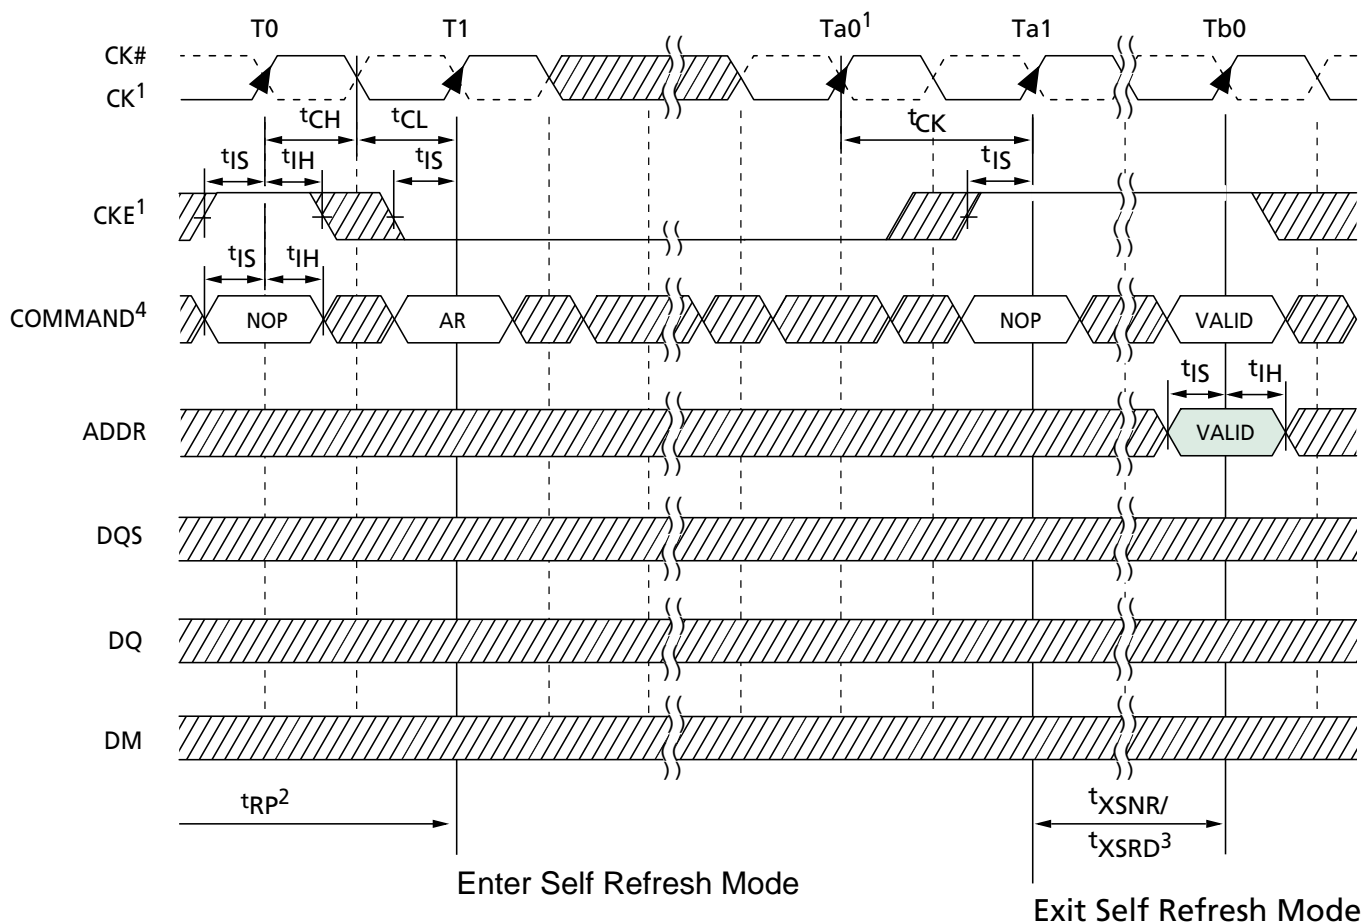 T0 T1 Ta0¹ Ta1 Tb0
CK#
CK¹
tCH tCL tCK
tIS tIH tIS tIS
CKE¹
tIS tIH
COMMAND⁴ NOP AR NOP VALID
tIS tIH
ADDR VALID
DQS
DQ
DM
tRP² tXSNR/
tXSRD³
Enter Self Refresh Mode
Exit Self Refresh Mode